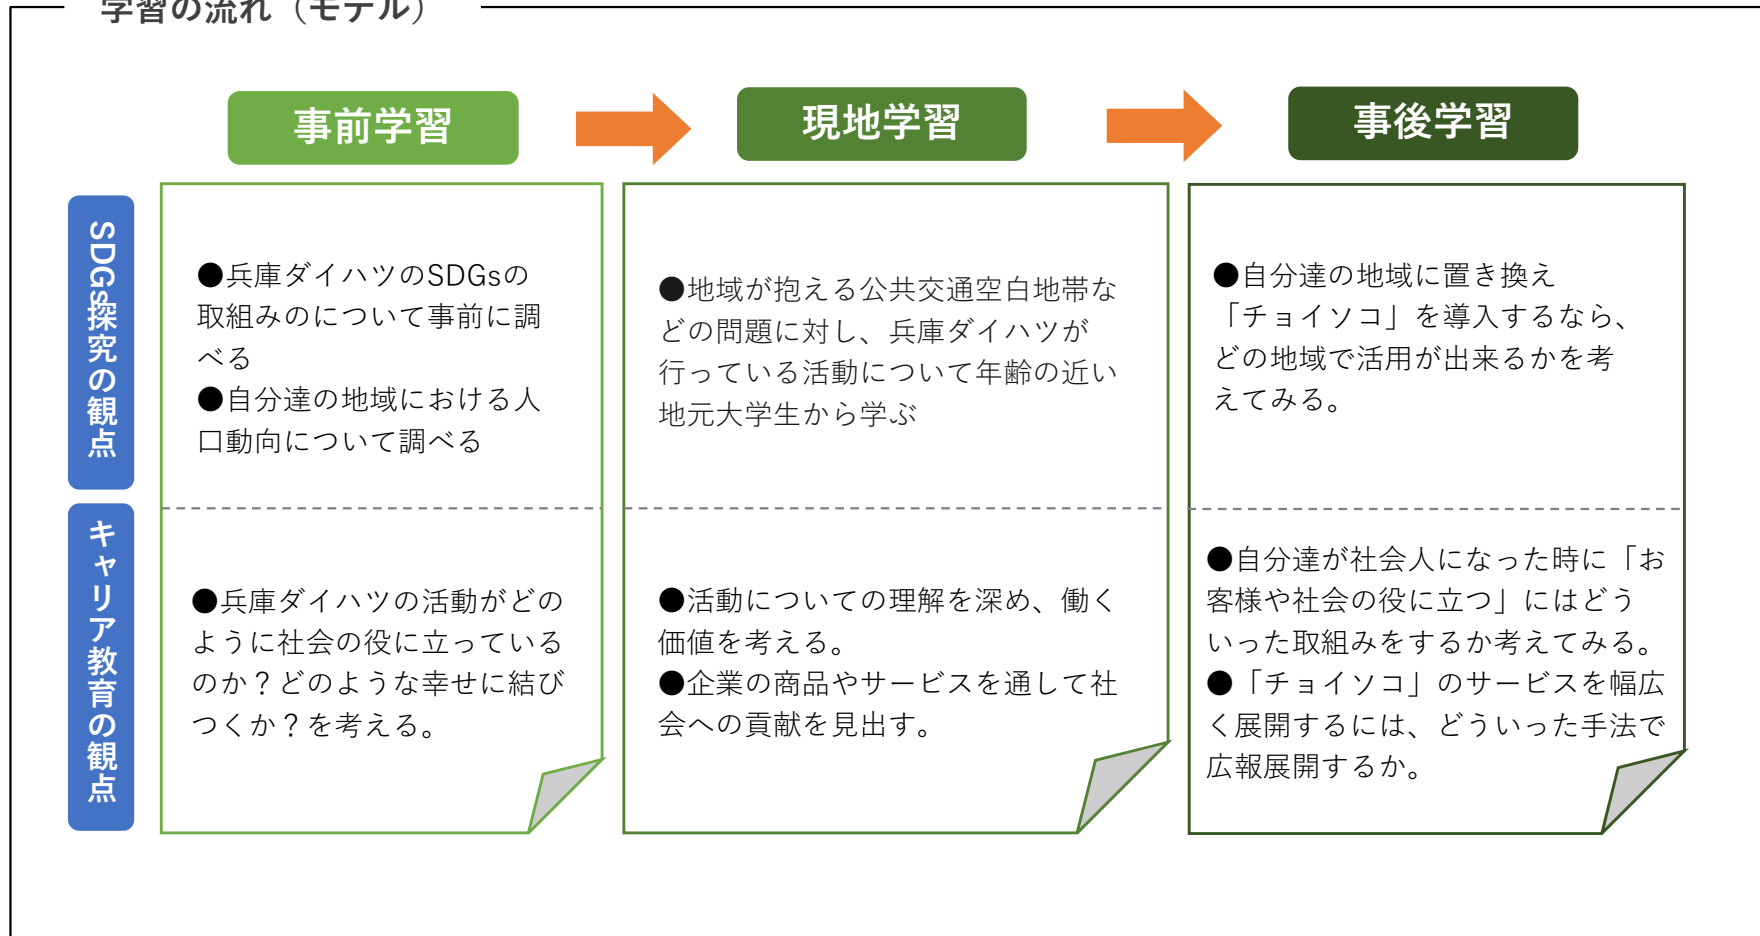 学習の流れ（モデル）
事前学習
現地学習
事後学習
SDGs探究の観点
●兵庫ダイハツのSDGsの
取組みのについて事前に調
べる
●自分達の地域における人
口動向について調べる
●地域が抱える公共交通空白地帯な
どの問題に対し、兵庫ダイハツが
行っている活動について年齢の近い
地元大学生から学ぶ
●自分達の地域に置き換え
「チョイソコ」を導入するなら、
どの地域で活用が出来るかを考
えてみる。
キャリア教育の観点
●兵庫ダイハツの活動がどの
ように社会の役に立っている
のか？どのような幸せに結び
つくか？を考える。
●活動についての理解を深め、働く
価値を考える。
●企業の商品やサービスを通して社
会への貢献を見出す。
●自分達が社会人になった時に「お
客様や社会の役に立つ」にはどう
いった取組みをするか考えてみる。
●「チョイソコ」のサービスを幅広
く展開するには、どういった手法で
広報展開するか。